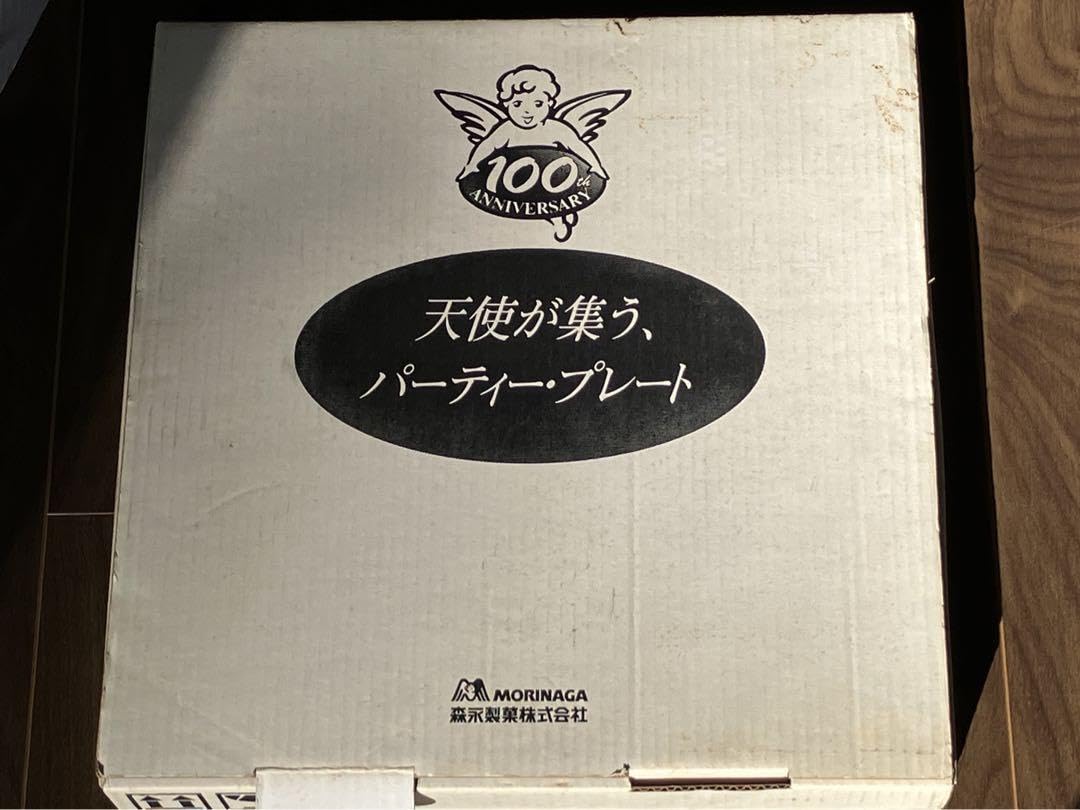 100th
ANNIVERSARY
天使が集う、
パーティー・プレート
MORINAGA
森永製菓株式会社